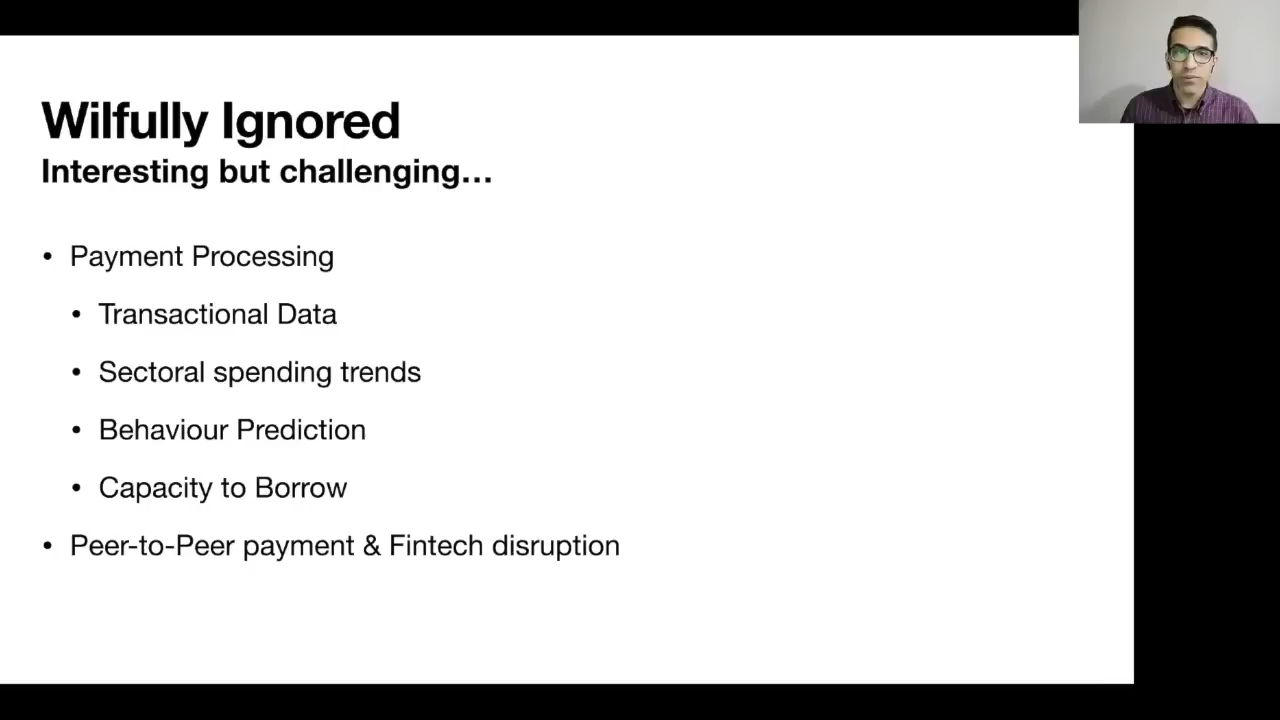 Wilfully Ignored
Interesting but challenging…
• Payment Processing
• Transactional Data
• Sectoral spending trends
• Behaviour Prediction
• Capacity to Borrow
• Peer-to-Peer payment & Fintech disruption